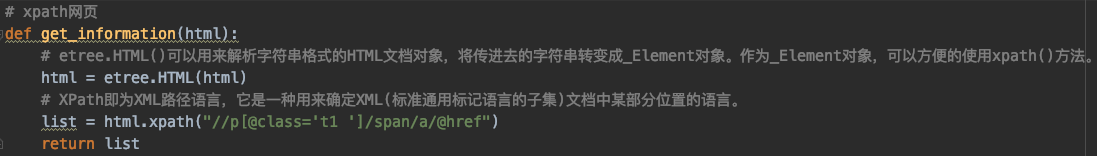 # xpath网页
def get_information(html):
    # etree.HTML()可以用来解析字符串格式的HTML文档对象，将传进去的字符串转变成_Element对象。作为_Element对象，可以方便的使用xpath()方法。
    html = etree.HTML(html)
    # XPath即为XML路径语言，它是一种用来确定XML(标准通用标记语言的子集)文档中某部分位置的语言。
    list = html.xpath("//p[@class='t1 ']/span/a/@href")
    return list